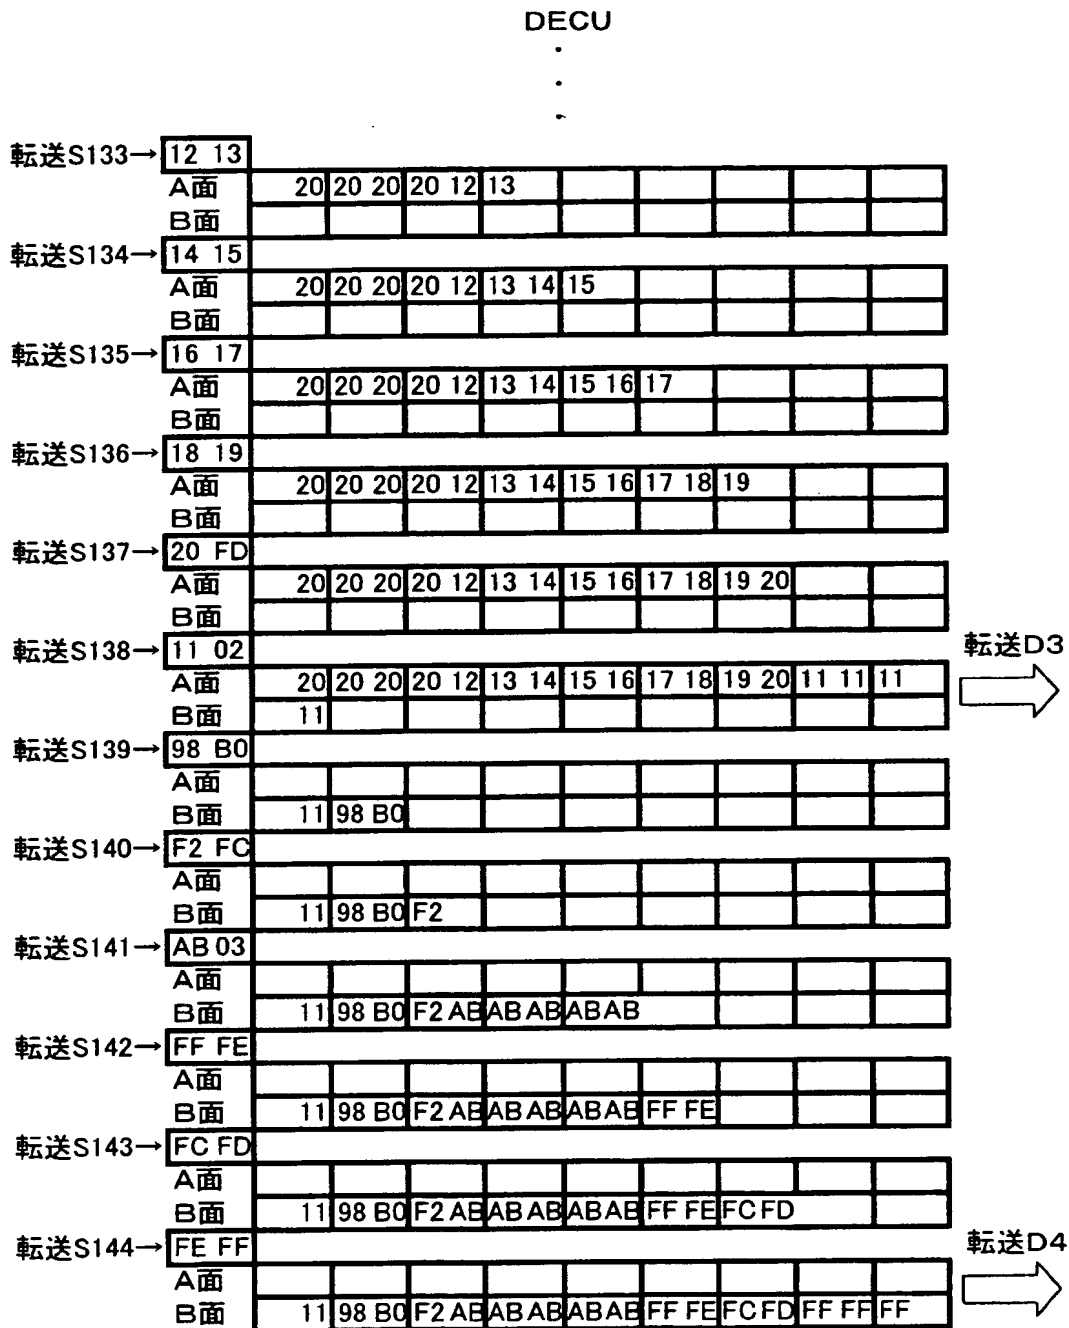 DECU
転送S133→ 12 13
A面 20 20 20 20 12 13
B面
転送S134→ 14 15
A面 20 20 20 20 12 13 14 15
B面
転送S135→ 16 17
A面 20 20 20 20 12 13 14 15 16 17
B面
転送S136→ 18 19
A面 20 20 20 20 12 13 14 15 16 17 18 19
B面
転送S137→ 20 FD
A面 20 20 20 20 12 13 14 15 16 17 18 19 20
B面
転送S138→ 11 02 転送D3
A面 20 20 20 20 12 13 14 15 16 17 18 19 20 11 11 11
B面 11
転送S139→ 98 B0
A面
B面 11 98 B0
転送S140→ F2 FC
A面
B面 11 98 B0 F2
転送S141→ AB 03
A面
B面 11 98 B0 F2 AB AB AB AB AB
転送S142→ FF FE
A面
B面 11 98 B0 F2 AB AB AB AB AB FF FE
転送S143→ FC FD
A面
B面 11 98 B0 F2 AB AB AB AB AB FF FE FC FD
転送S144→ FE FF 転送D4
A面
B面 11 98 B0 F2 AB AB AB AB AB FF FE FC FD FF FF FF